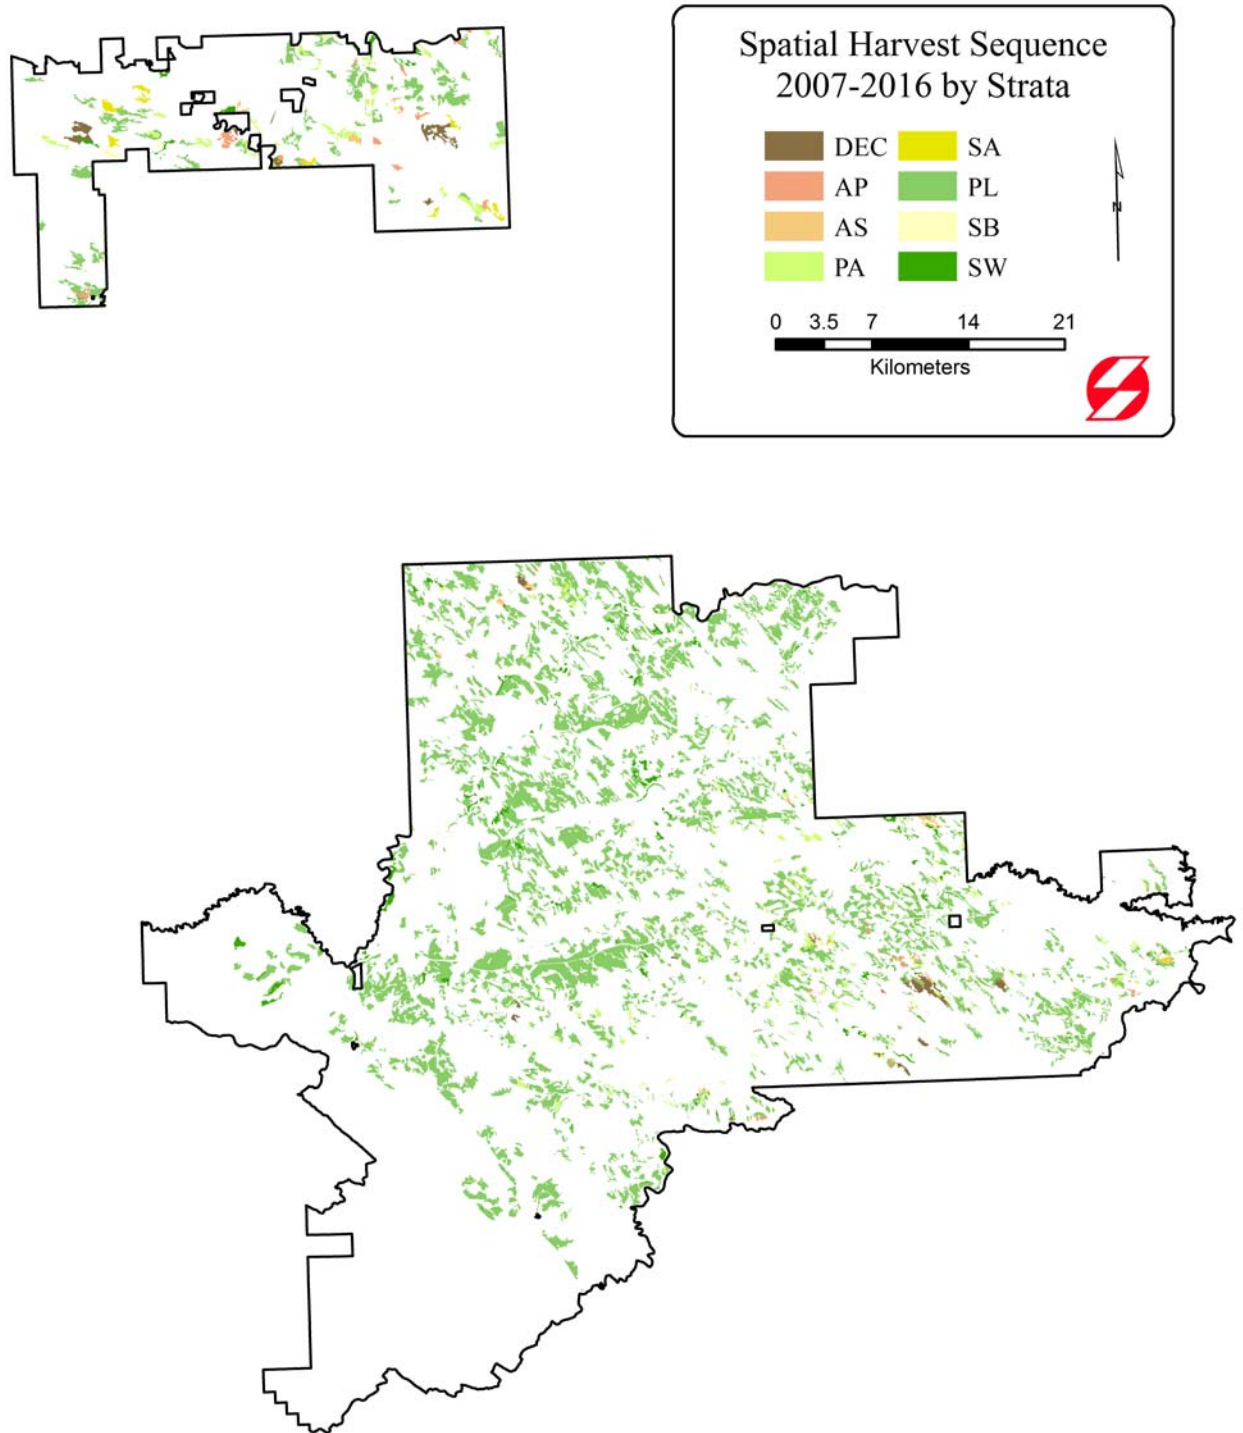 Spatial Harvest Sequence
2007-2016 by Strata
DEC SA
AP PL
AS SB
PA SW
N
0 3.5 7 14 21
Kilometers